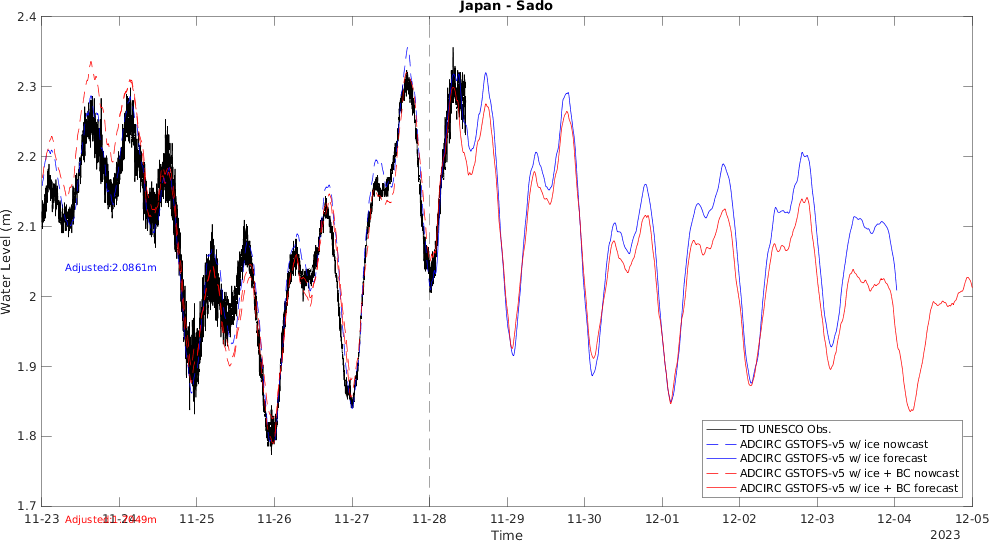 Japan - Sado
Water Level (m)
2.4
2.3
2.2
2.1
2
1.9
1.8
1.7
Adjusted:2.0861m
TD UNESCO Obs.
ADCIRC GSTOFS-v5 w/ ice nowcast
ADCIRC GSTOFS-v5 w/ ice forecast
ADCIRC GSTOFS-v5 w/ ice + BC nowcast
ADCIRC GSTOFS-v5 w/ ice + BC forecast
11-23 11-24 11-25 11-26 11-27 11-28 11-29 11-30 12-01 12-02 12-03 12-04 12-05
Time
2023